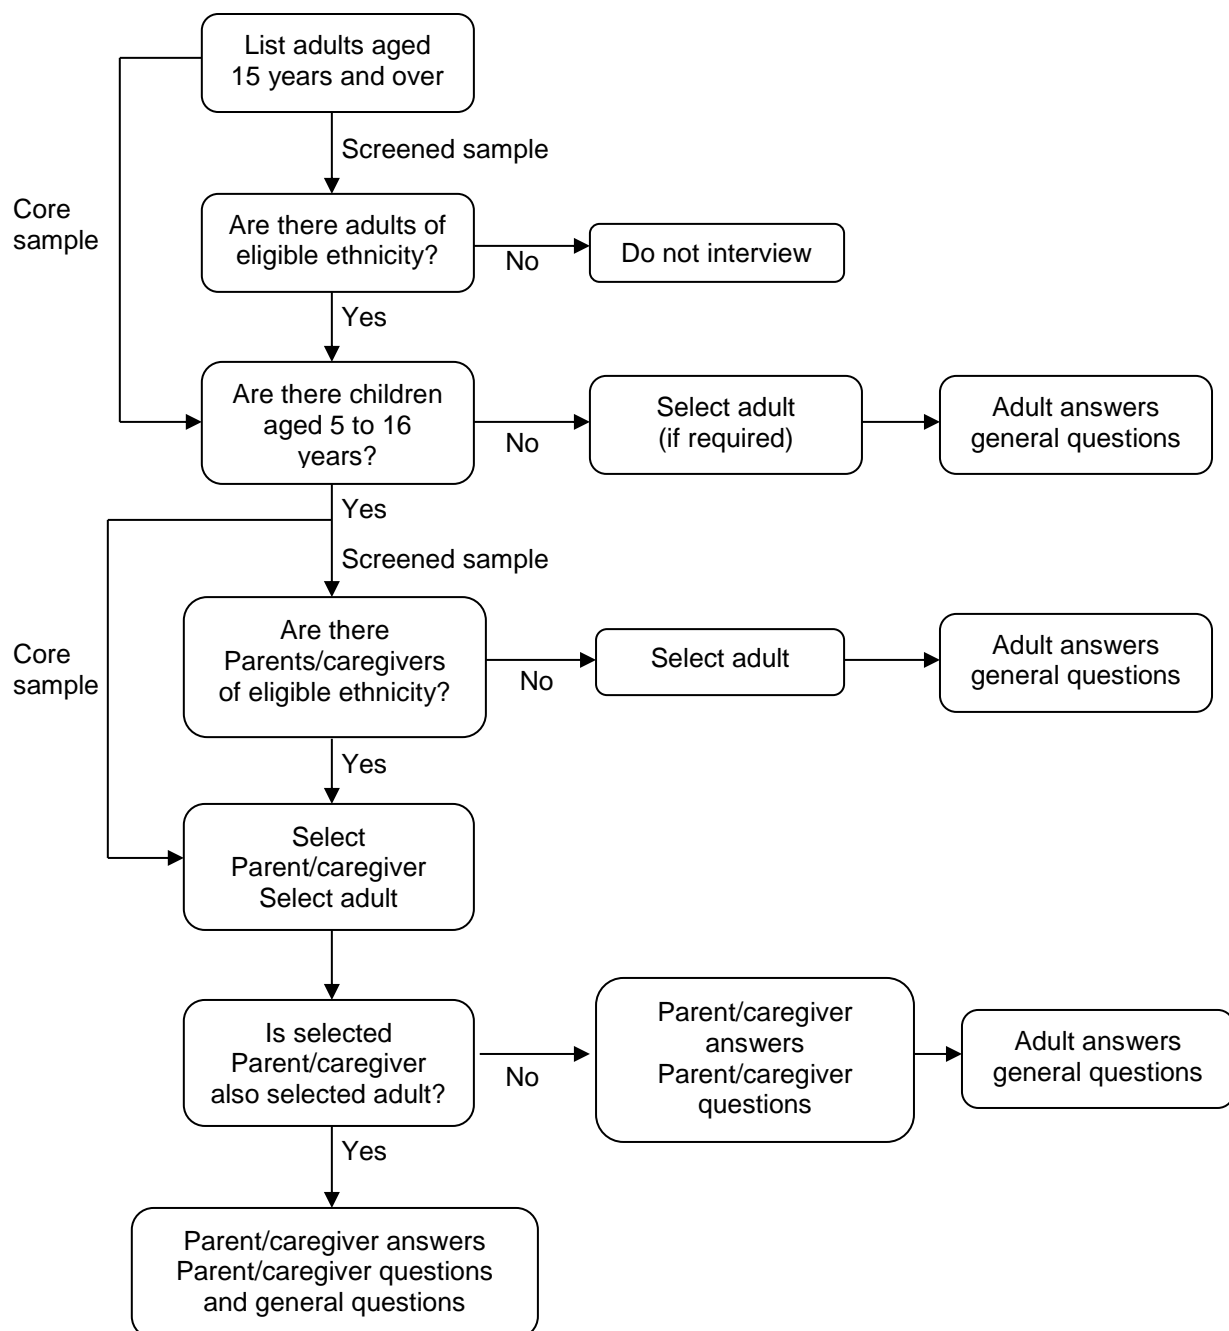 List adults aged
15 years and over
Screened sample
Core
sample
Are there adults of
eligible ethnicity?
No
Do not interview
Yes
Are there children
aged 5 to 16
years?
No
Select adult
(if required)
Adult answers
general questions
Yes
Screened sample
Core
sample
Are there
Parents/caregivers
of eligible ethnicity?
No
Select adult
Adult answers
general questions
Yes
Select
Parent/caregiver
Select adult
Is selected
Parent/caregiver
also selected adult?
No
Parent/caregiver
answers
Parent/caregiver
questions
Adult answers
general questions
Yes
Parent/caregiver answers
Parent/caregiver questions
and general questions